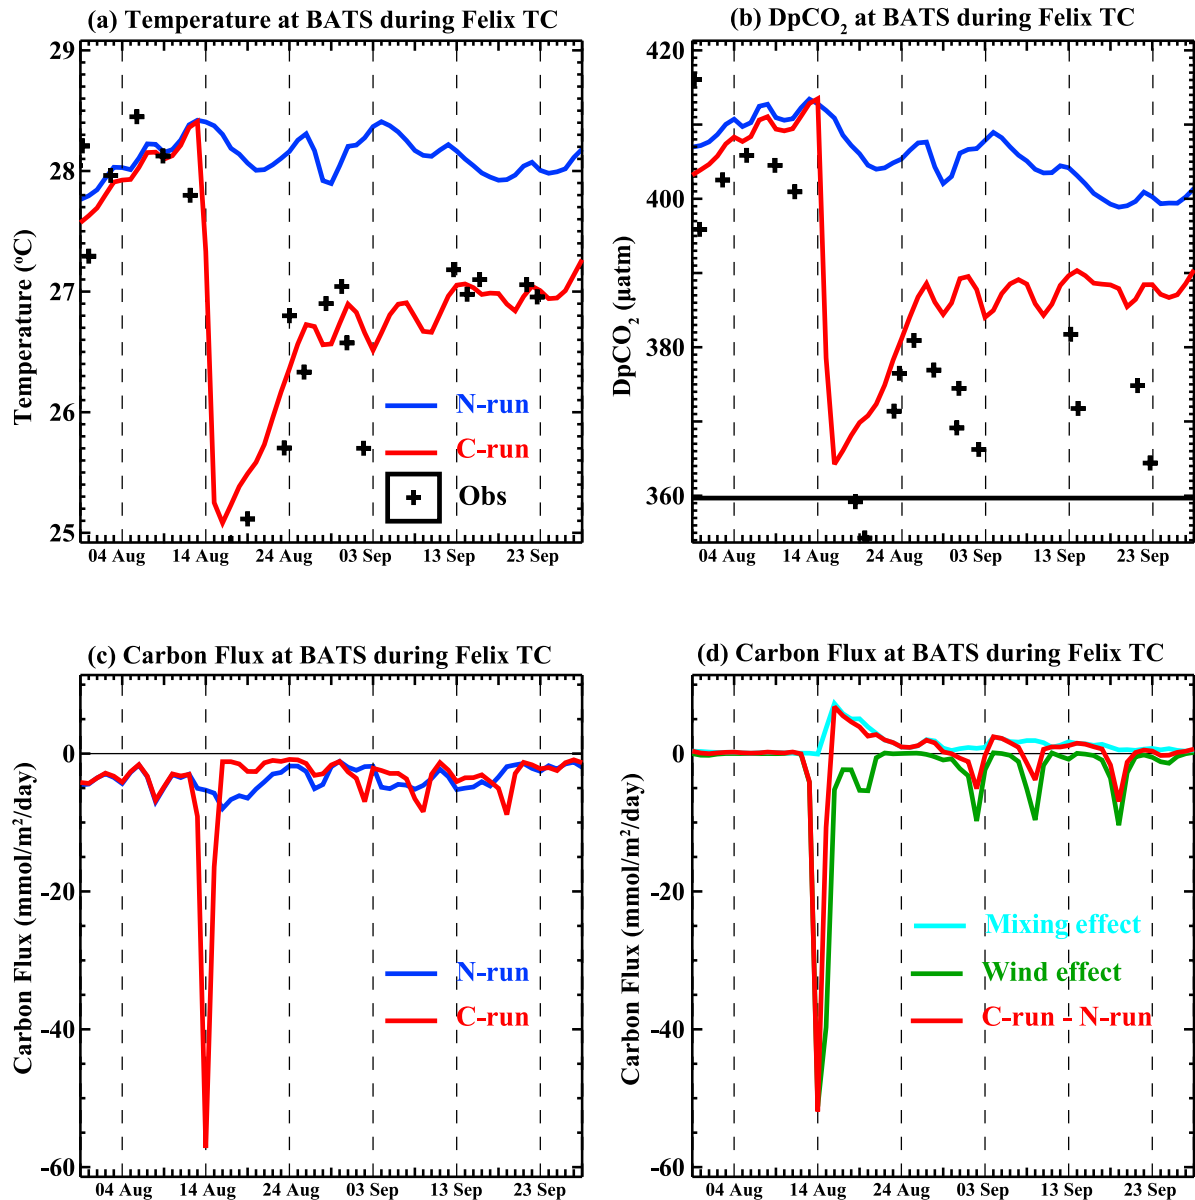 (a) Temperature at BATS during Felix TC
29
28
27
26
25
Temperature (°C)
N-run
C-run
Obs
04 Aug 14 Aug 24 Aug 03 Sep 13 Sep 23 Sep
(b) DpCO₂ at BATS during Felix TC
420
400
380
360
DpCO₂ (µatm)
04 Aug 14 Aug 24 Aug 03 Sep 13 Sep 23 Sep
(c) Carbon Flux at BATS during Felix TC
0
-20
-40
-60
Carbon Flux (mmol/m²/day)
N-run
C-run
04 Aug 14 Aug 24 Aug 03 Sep 13 Sep 23 Sep
(d) Carbon Flux at BATS during Felix TC
0
-20
-40
-60
Carbon Flux (mmol/m²/day)
Mixing effect
Wind effect
C-run - N-run
04 Aug 14 Aug 24 Aug 03 Sep 13 Sep 23 Sep